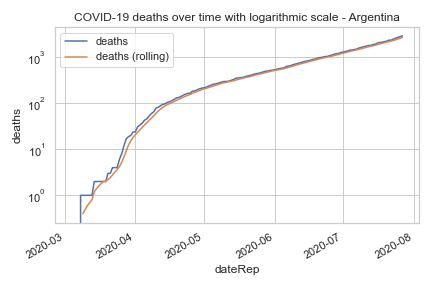 COVID-19 deaths over time with logarithmic scale - Argentina
deaths
deaths (rolling)
10³
10²
10¹
10⁰
deaths
2020-03
2020-04
2020-05
2020-06
2020-07
2020-08
dateRep